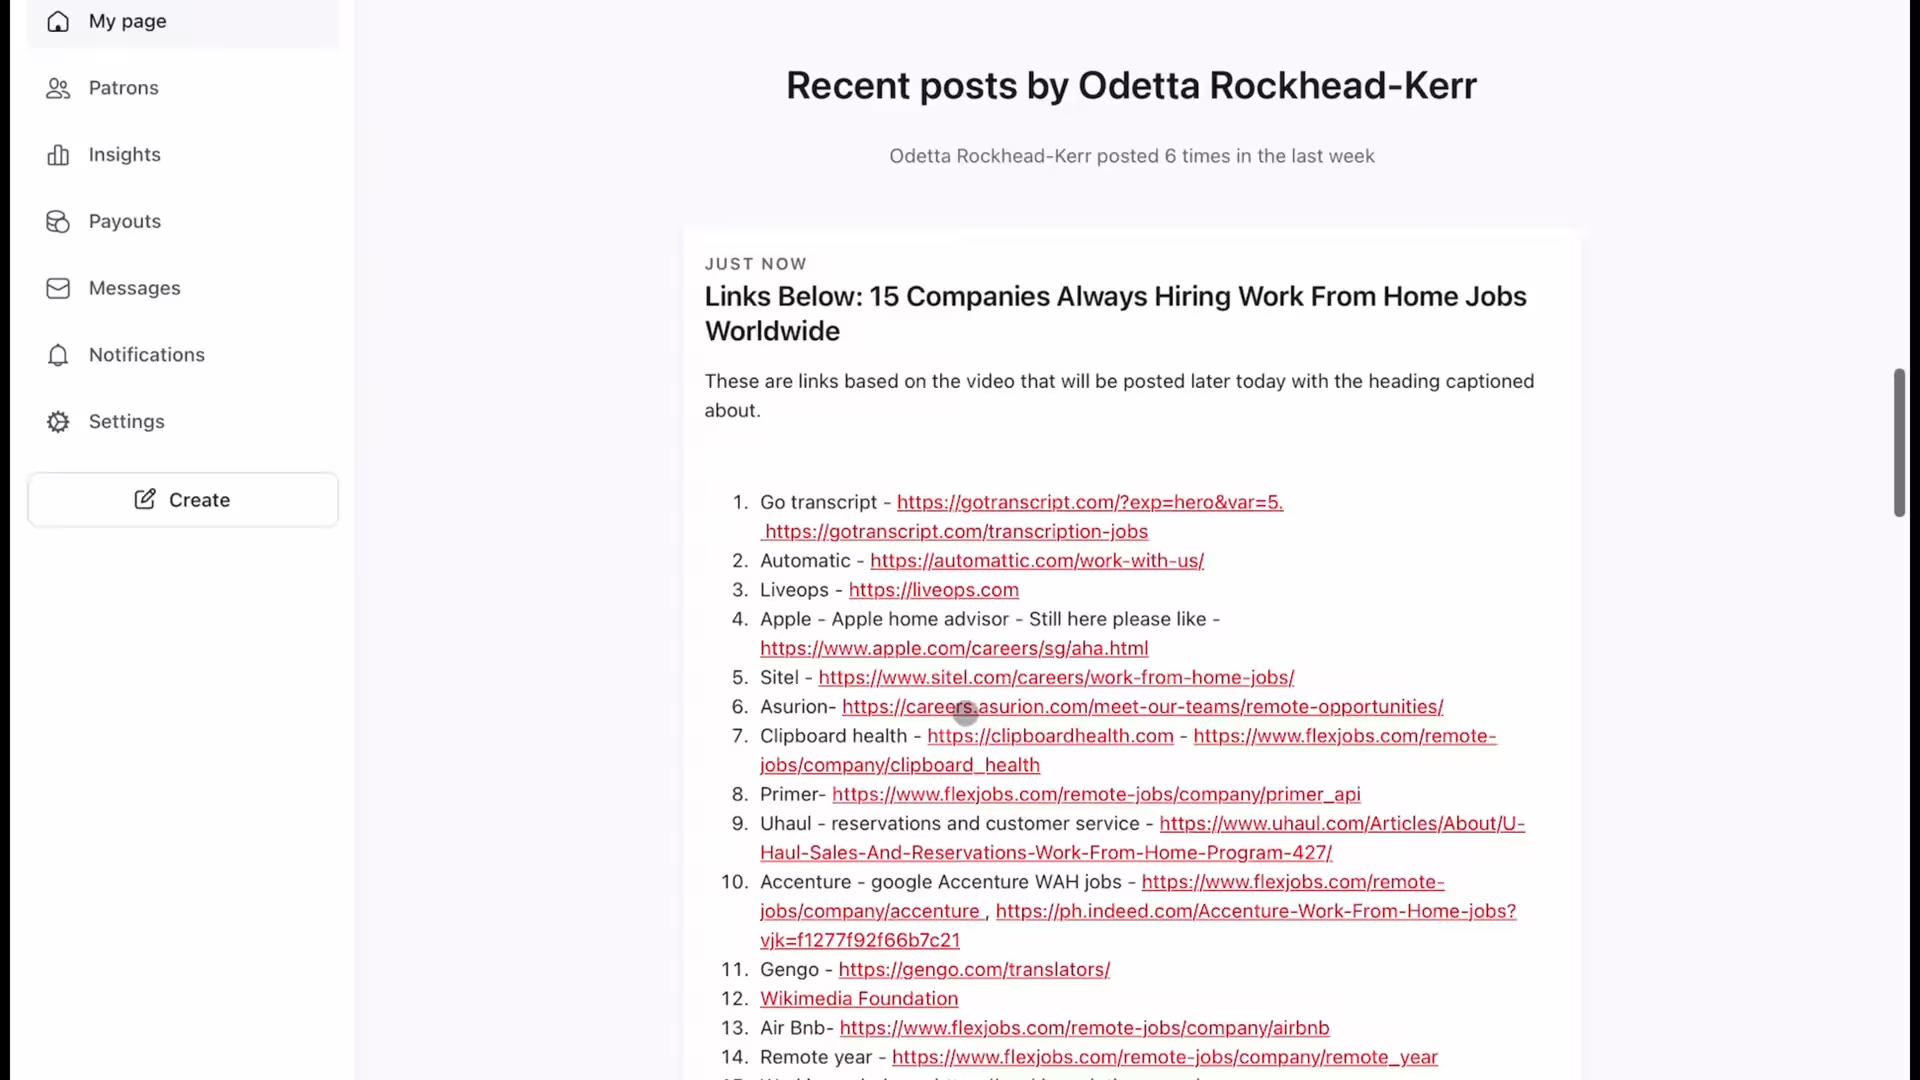 My page
Patrons
Insights
Payouts
Messages
Notifications
Settings
Create
Recent posts by Odetta Rockhead-Kerr
Odetta Rockhead-Kerr posted 6 times in the last week
JUST NOW
Links Below: 15 Companies Always Hiring Work From Home Jobs
Worldwide
These are links based on the video that will be posted later today with the heading captioned
about.
1. Go transcript - https://gotranscript.com/?exp=hero&var=5.
https://gotranscript.com/transcription-jobs
2. Automatic - https://automattic.com/work-with-us/
3. Liveops - https://liveops.com
4. Apple - Apple home advisor - Still here please like -
https://www.apple.com/careers/sg/aha.html
5. Sitel - https://www.sitel.com/careers/work-from-home-jobs/
6. Asurion- https://careers.asurion.com/meet-our-teams/remote-opportunities/
7. Clipboard health - https://clipboardhealth.com - https://www.flexjobs.com/remote-
jobs/company/clipboard_health
8. Primer- https://www.flexjobs.com/remote-jobs/company/primer_api
9. Uhaul - reservations and customer service - https://www.uhaul.com/Articles/About/U-
Haul-Sales-And-Reservations-Work-From-Home-Program-427/
10. Accenture - google Accenture WAH jobs - https://www.flexjobs.com/remote-
jobs/company/accenture , https://ph.indeed.com/Accenture-Work-From-Home-jobs?
vjk=f1277f92f66b7c21
11. Gengo - https://gengo.com/translators/
12. Wikimedia Foundation
13. Air Bnb- https://www.flexjobs.com/remote-jobs/company/airbnb
14. Remote year - https://www.flexjobs.com/remote-jobs/company/remote_year